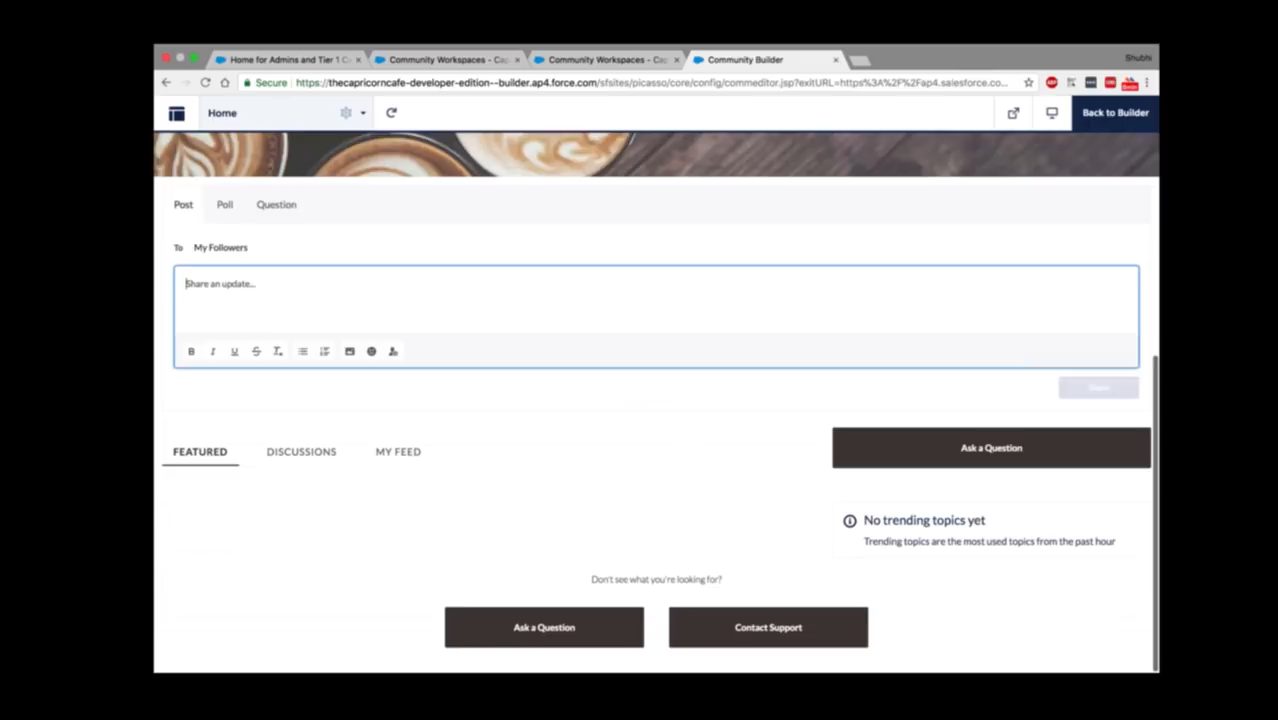 Home for Admins and Tier 1 C
Community Workspaces - Cap
Community Workspaces - Cap
Community Builder
Shubhi
Secure
https://thecapricorncafe-developer-edition--builder.ap4.force.com/sfsites/picasso/core/config/commeditor.jsp?exitURL=https%3A%2F%2Fap4.salesforce.co...
Home
Back to Builder
Post
Poll
Question
To My Followers
Share an update...
B I U S Tx
FEATURED
DISCUSSIONS
MY FEED
Ask a Question
No trending topics yet
Trending topics are the most used topics from the past hour
Don't see what you're looking for?
Ask a Question
Contact Support